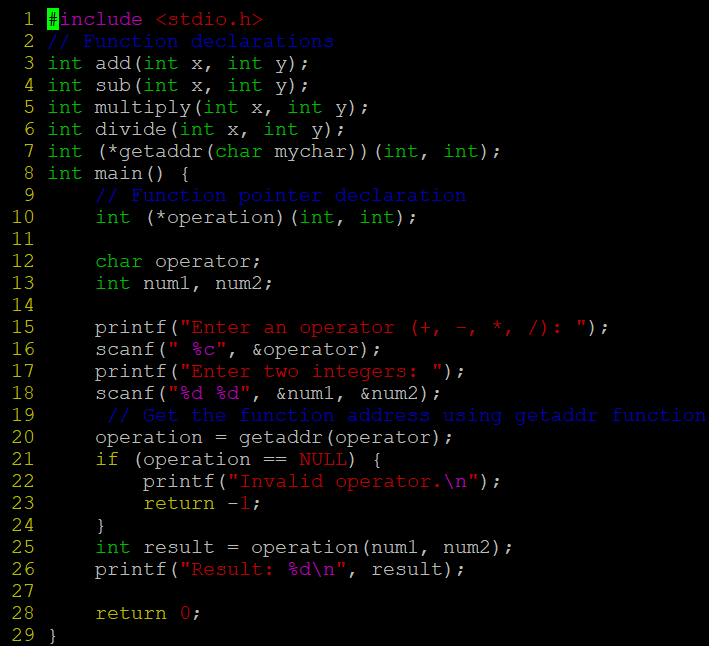 1 #include <stdio.h>
2 // Function declarations
3 int add(int x, int y);
4 int sub(int x, int y);
5 int multiply(int x, int y);
6 int divide(int x, int y);
7 int (*getaddr(char mychar))(int, int);
8 int main() {
9     // Function pointer declaration
10     int (*operation)(int, int);
11
12     char operator;
13     int num1, num2;
14
15     printf("Enter an operator (+, -, *, /): ");
16     scanf(" %c", &operator);
17     printf("Enter two integers: ");
18     scanf("%d %d", &num1, &num2);
19      // Get the function address using getaddr function
20     operation = getaddr(operator);
21     if (operation == NULL) {
22         printf("Invalid operator.\n");
23         return -1;
24     }
25     int result = operation(num1, num2);
26     printf("Result: %d\n", result);
27
28     return 0;
29 }